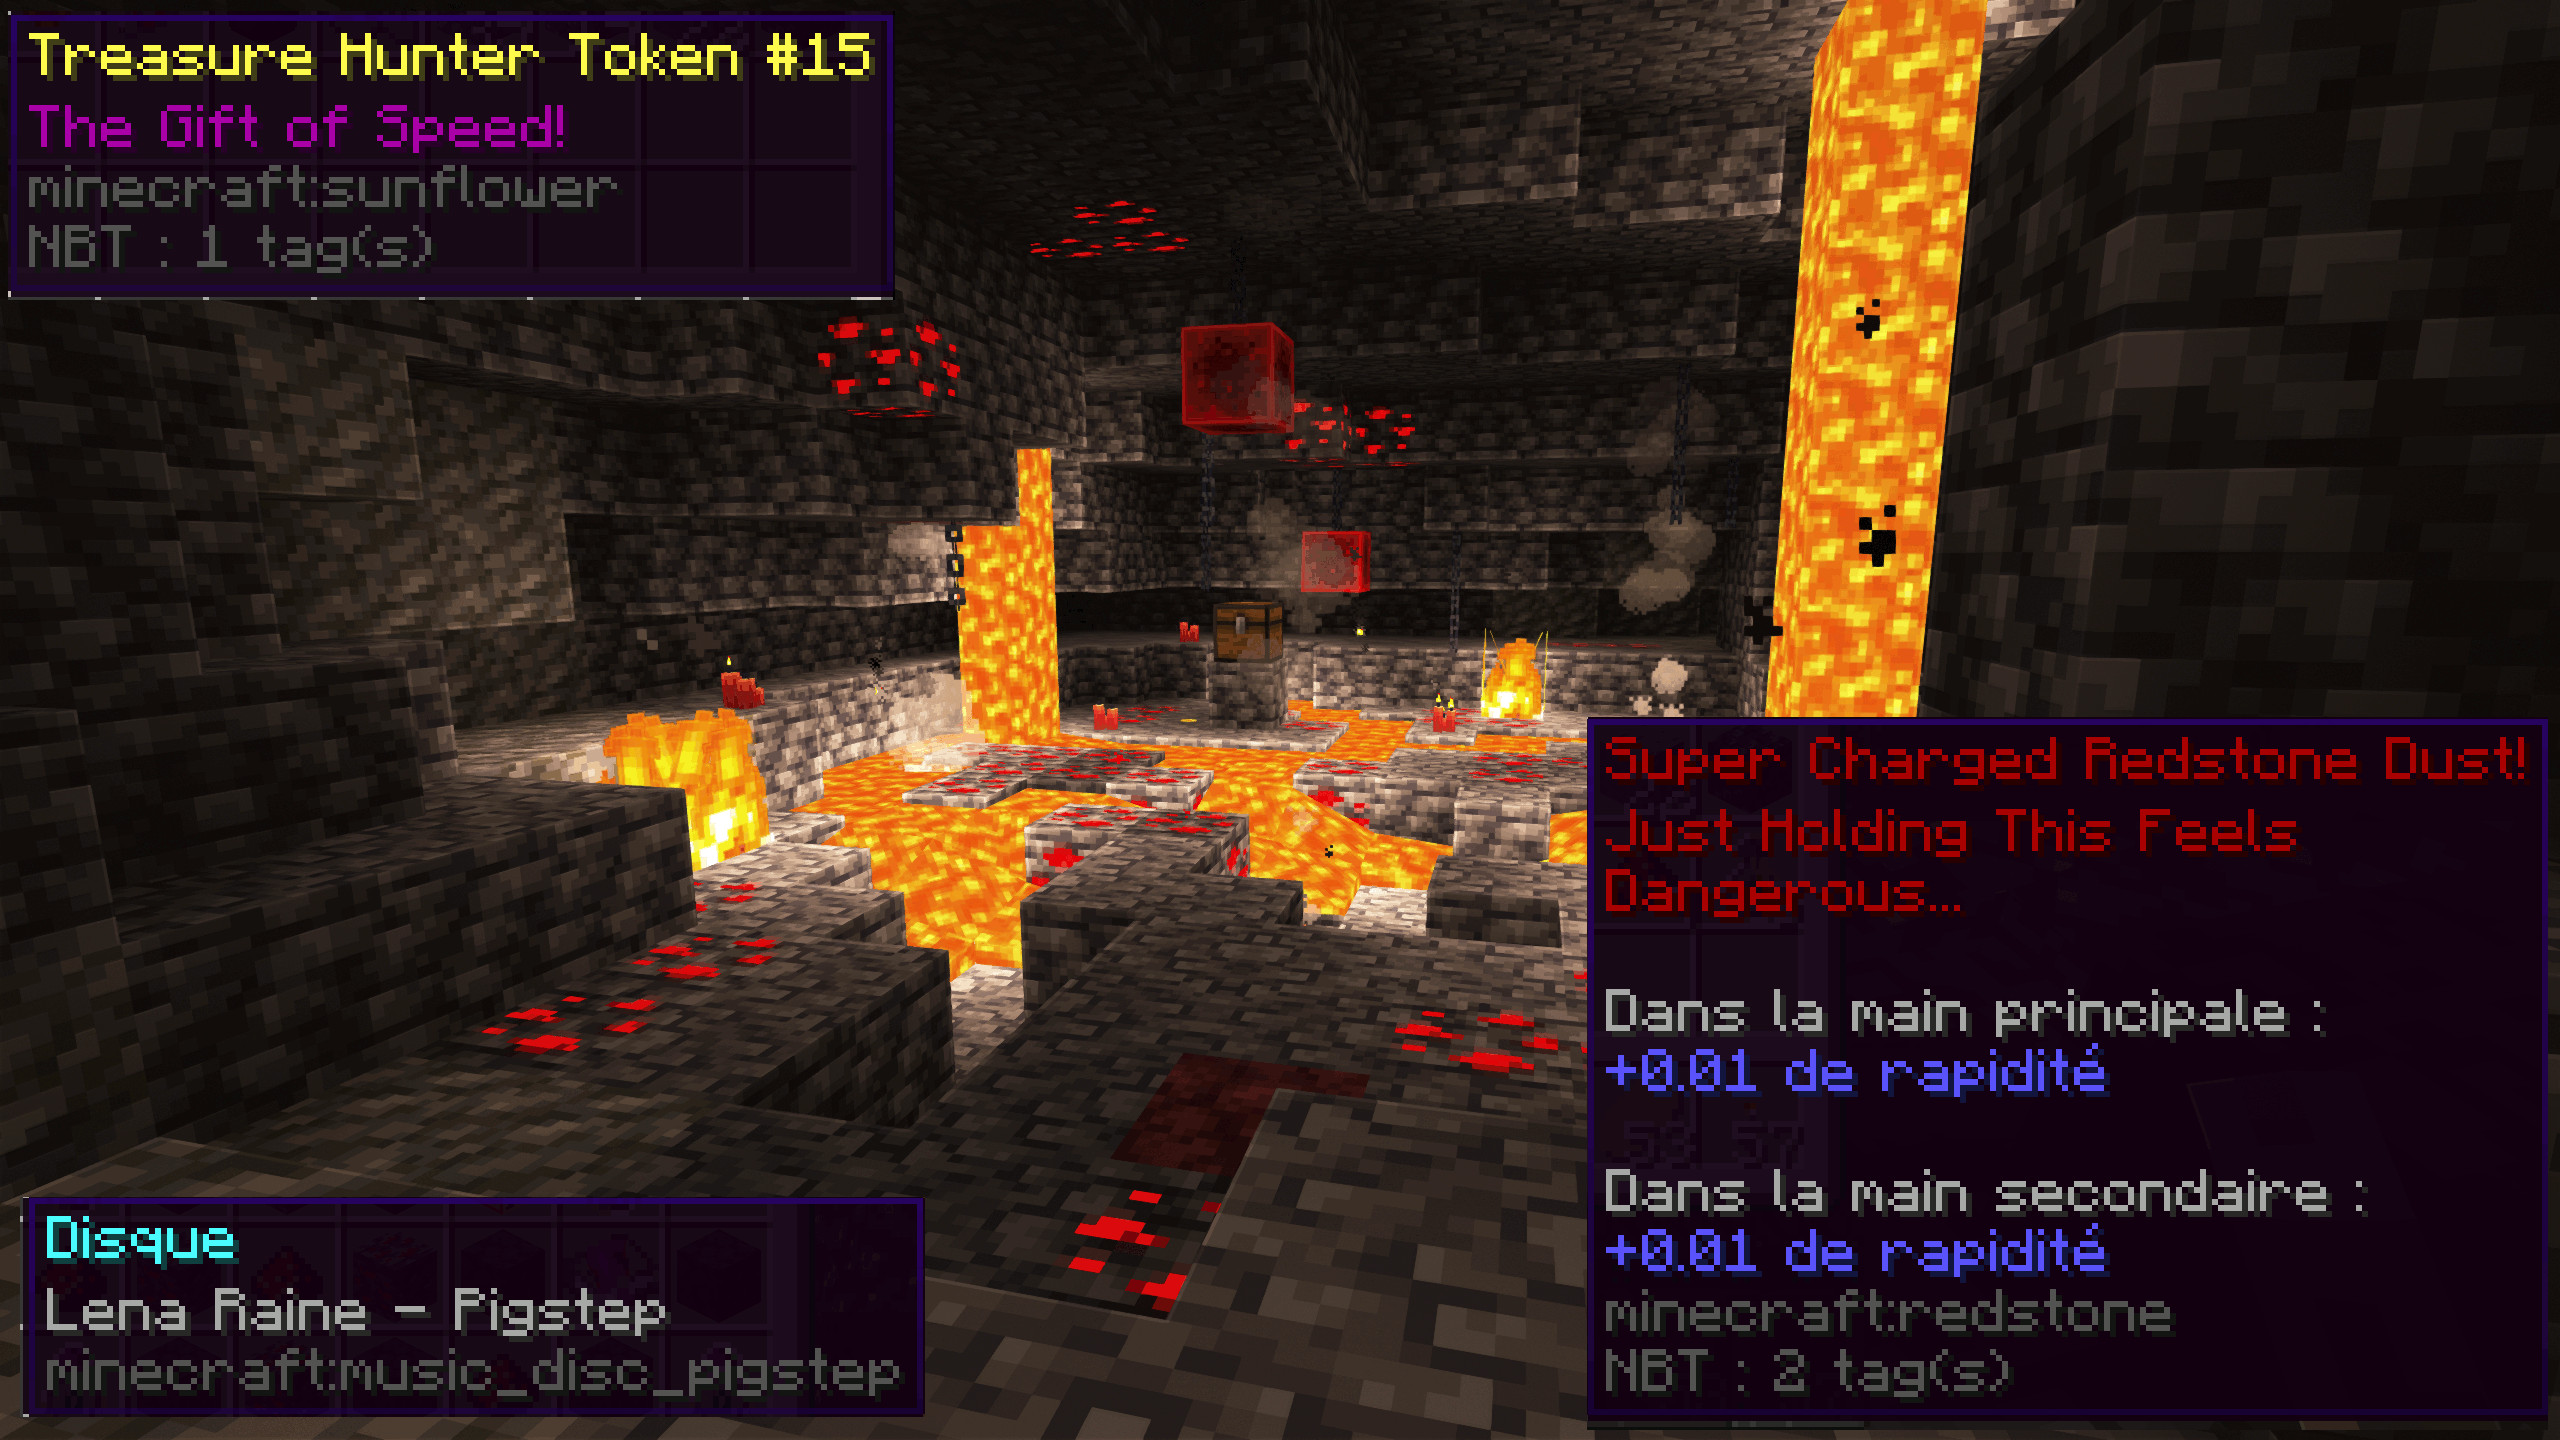 Treasure Hunter Token #15
The Gift of Speed!
minecraft:sunflower
NBT : 1 tag(s)
Super Charged Redstone Dust!
Just Holding This Feels
Dangerous...
Dans la main principale :
+0.01 de rapidité
Dans la main secondaire :
+0.01 de rapidité
minecraft:redstone
NBT : 2 tag(s)
Disque
Lena Raine - Pigstep
minecraft:music_disc_pigstep
53 57